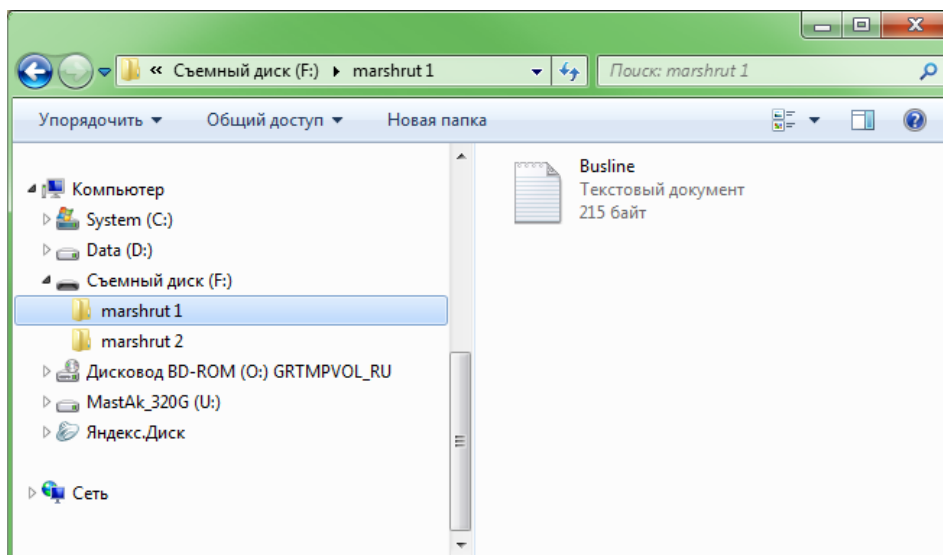 « Съемный диск (F:) marshrut 1
Поиск: marshrut 1
Упорядочить Общий доступ Новая папка
Компьютер
System (C:)
Data (D:)
Съемный диск (F:)
marshrut 1
marshrut 2
Дисковод BD-ROM (O:) GRTMPVOL_RU
MastAk_320G (U:)
Яндекс.Диск
Сеть
Busline
Текстовый документ
215 байт